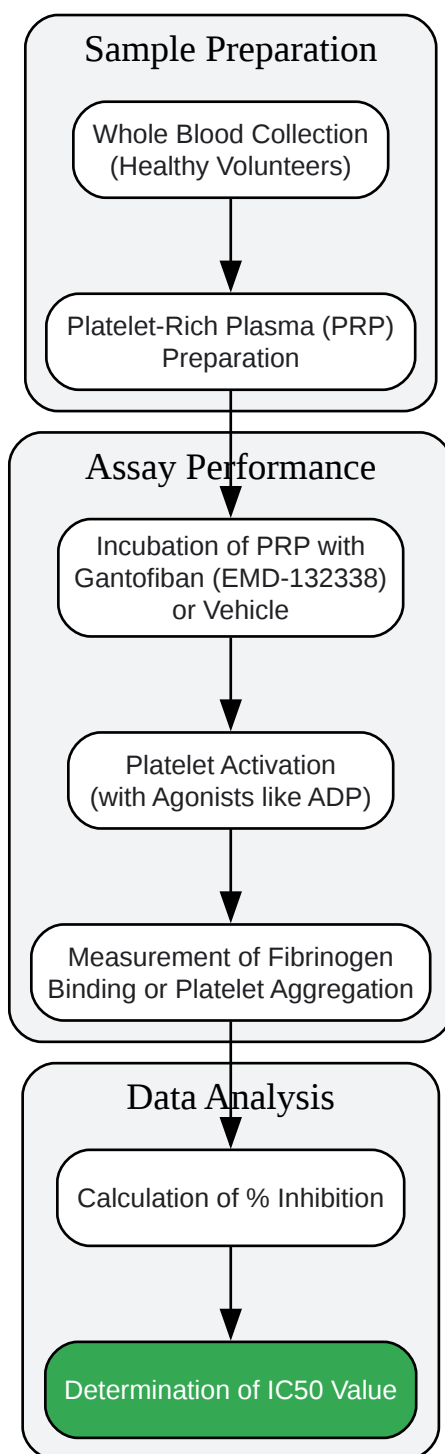 Sample Preparation
Whole Blood Collection
(Healthy Volunteers)
Platelet-Rich Plasma (PRP)
Preparation
Assay Performance
Incubation of PRP with
Gantofiban (EMD-132338)
or Vehicle
Platelet Activation
(with Agonists like ADP)
Measurement of Fibrinogen
Binding or Platelet Aggregation
Data Analysis
Calculation of % Inhibition
Determination of IC50 Value